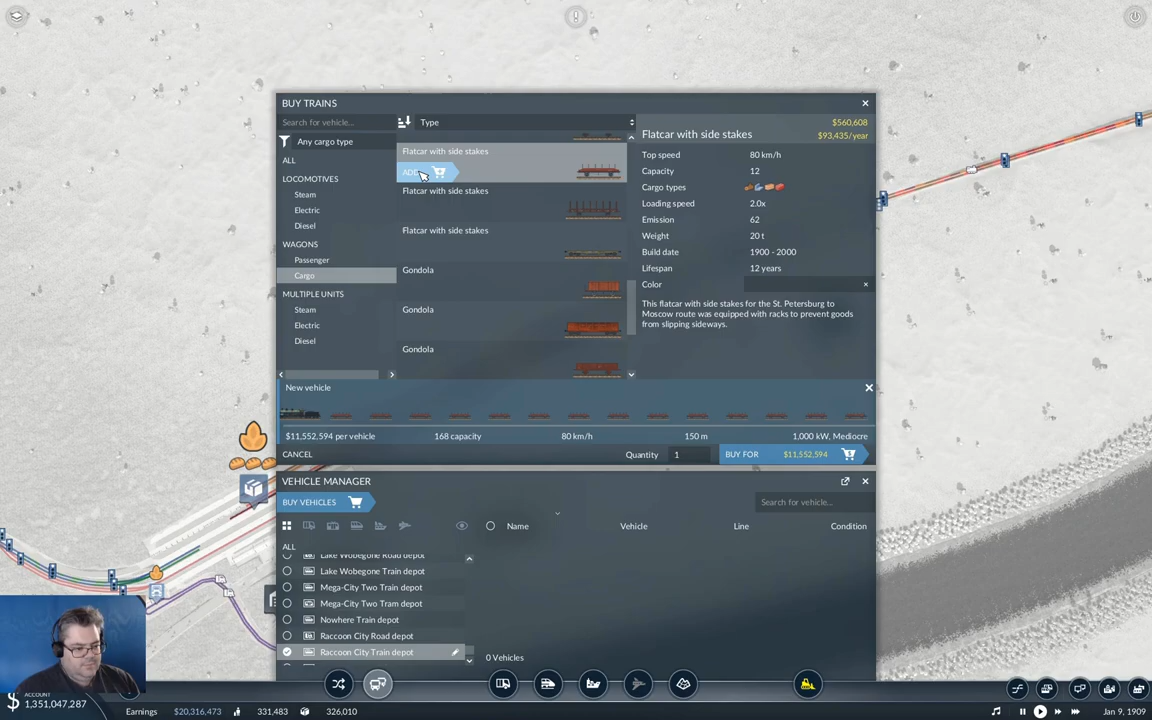 BUY TRAINS
Search for vehicle...
Type
$560,608
Flatcar with side stakes
$93,435/year
Any cargo type
ALL
LOCOMOTIVES
Steam
Electric
Diesel
WAGONS
Passenger
Cargo
MULTIPLE UNITS
Steam
Electric
Diesel
Flatcar with side stakes
Flatcar with side stakes
Flatcar with side stakes
Gondola
Gondola
Gondola
Top speed 80 km/h
Capacity 12
Cargo types
Loading speed 2.0x
Emission 62
Weight 20 t
Build date 1900 - 2000
Lifespan 12 years
Color
This flatcar with side stakes for the St. Petersburg to
Moscow route was equipped with racks to prevent goods
from slipping sideways.
New vehicle
$11,552,594 per vehicle 168 capacity 80 km/h 150 m 1,000 kW, Mediocre
CANCEL Quantity 1 BUY FOR $11,552,594
VEHICLE MANAGER
BUY VEHICLES
Search for vehicle...
Name Vehicle Line Condition
ALL
Lake Wobegone Road depot
Lake Wobegone Train depot
Mega-City Two Train depot
Mega-City Two Tram depot
Nowhere Train depot
Raccoon City Road depot
Raccoon City Train depot
0 Vehicles
ACCOUNT
$ 1,351,047,287
Earnings $20,316,473 331,483 326,010
Jan 9, 1909